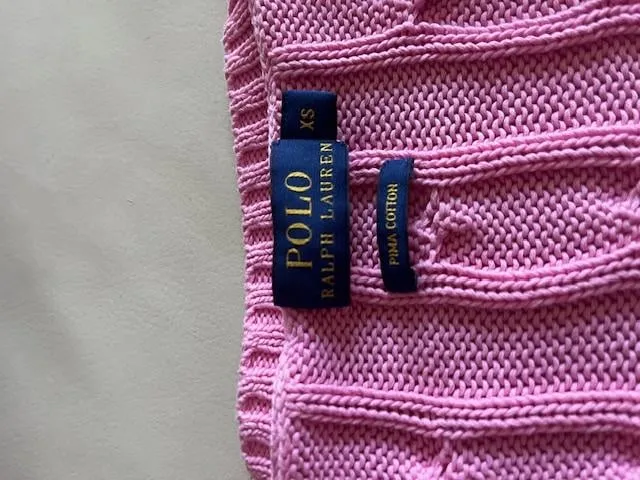 XS
POLO
RALPH LAUREN
PIMA COTTON